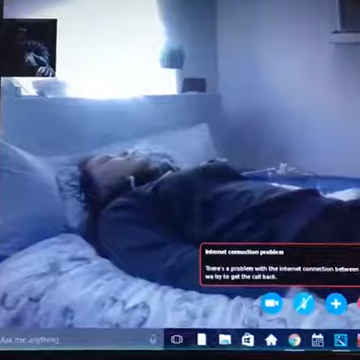 Internet connection problem
There's a problem with the internet connection between
we try to get the call back.
Ask me anything